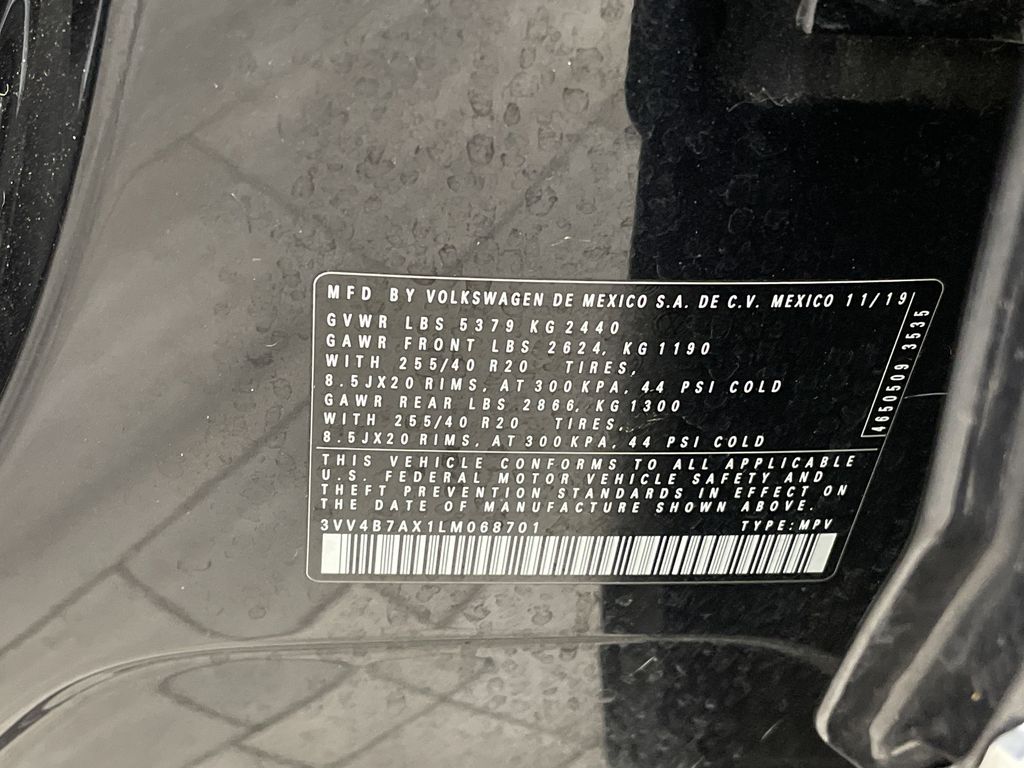 MFD BY VOLKSWAGEN DE MEXICO S.A. DE C.V. MEXICO 11/19
GVWR LBS 5379 KG 2440
GAWR FRONT LBS 2624, KG 1190
WITH 255/40 R20 TIRES,
8.5JX20 RIMS, AT 300 KPA, 44 PSI COLD
GAWR REAR LBS 2866, KG 1300
WITH 255/40 R20 TIRES,
8.5JX20 RIMS, AT 300 KPA, 44 PSI COLD
4650509 3535
THIS VEHICLE CONFORMS TO ALL APPLICABLE
U.S. FEDERAL MOTOR VEHICLE SAFETY AND
THEFT PREVENTION STANDARDS IN EFFECT ON
THE DATE OF MANUFACTURE SHOWN ABOVE.
3VV4B7AX1LM068701 TYPE: MPV